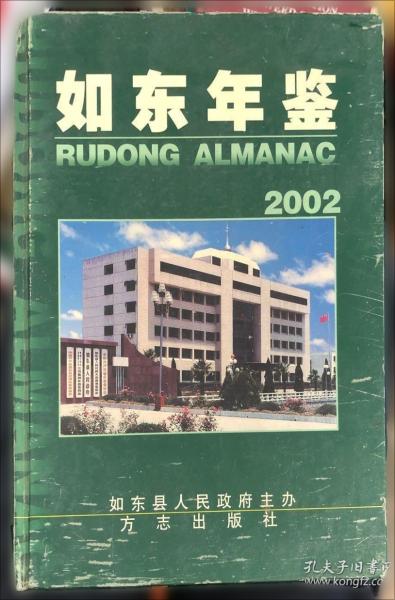 如东年鉴
RUDONG ALMANAC
2002
如东县人民政府主办
方志出版社
孔夫子旧书网
www.kongfz.com